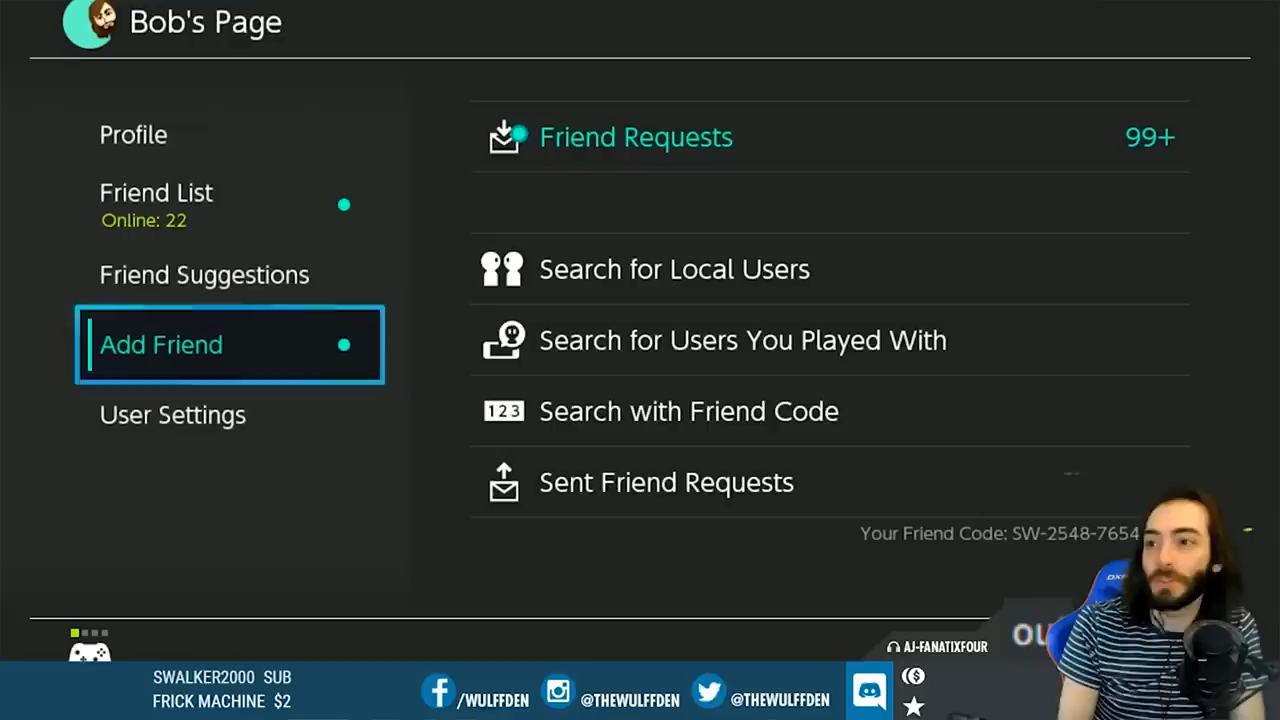 Bob's Page
Profile
Friend List
Online: 22
Friend Suggestions
Add Friend
User Settings
Friend Requests 99+
Search for Local Users
Search for Users You Played With
123 Search with Friend Code
Sent Friend Requests
Your Friend Code: SW-2548-7654
DX
OU
AJ-FANATIXFOUR
SWALKER2000 SUB
FRICK MACHINE $2
/WULFFDEN
@THEWULFFDEN
@THEWULFFDEN